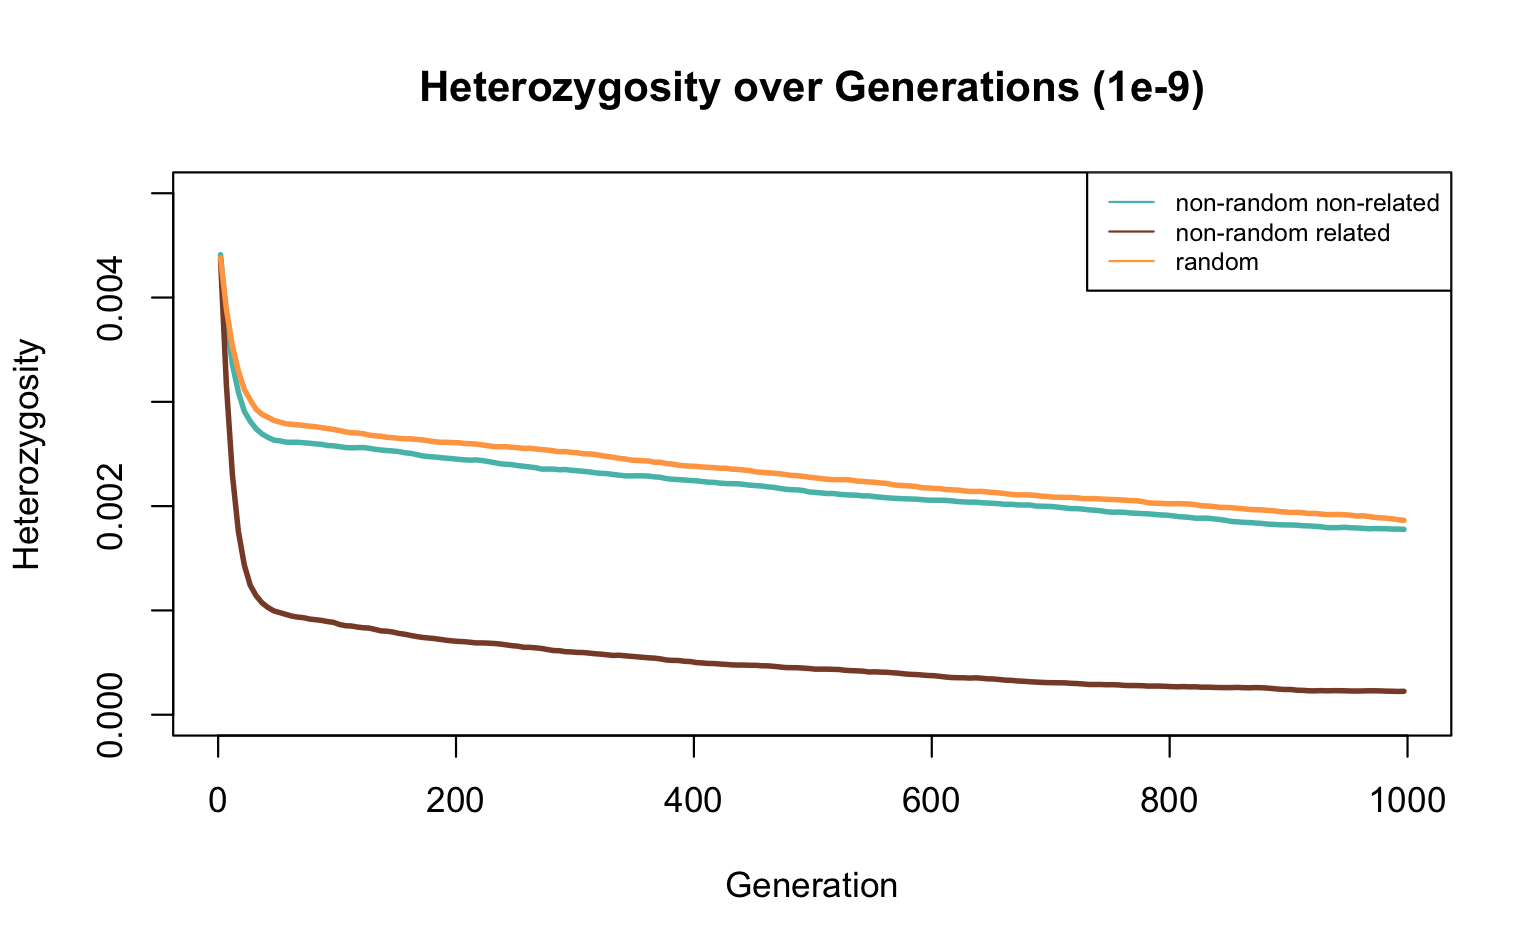 Heterozygosity over Generations (1e-9)
non-random non-related
non-random related
random
Heterozygosity
0.004
0.002
0.000
0 200 400 600 800 1000
Generation